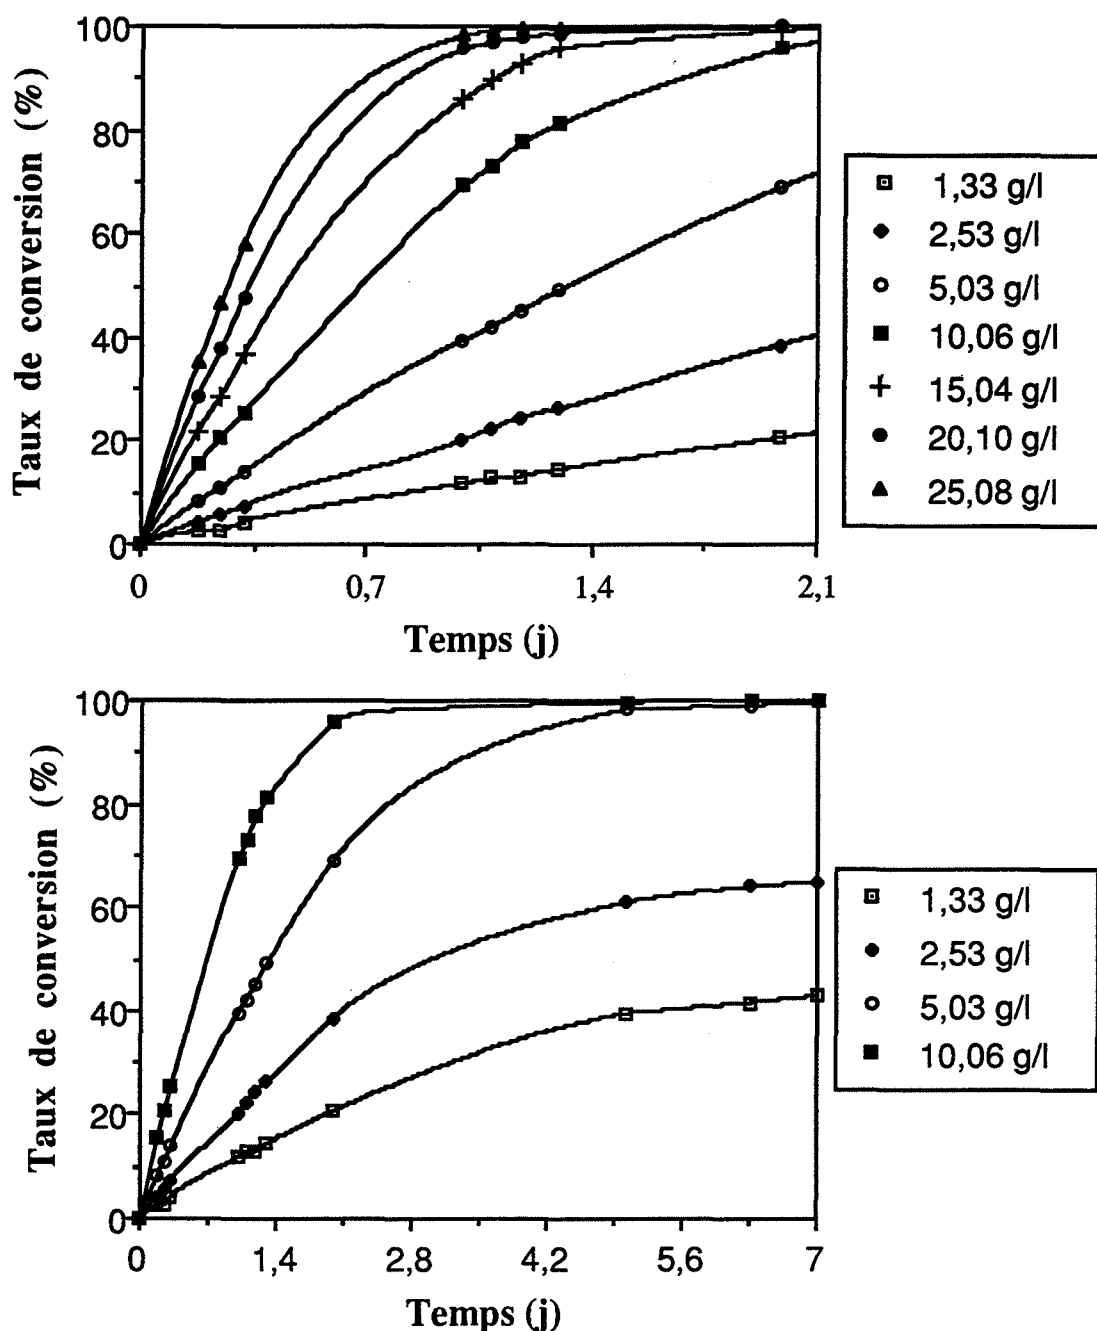 Taux de conversion (%)
100
80
60
40
20
0
0 0,7 1,4 2,1
Temps (j)
1,33 g/l
2,53 g/l
5,03 g/l
10,06 g/l
15,04 g/l
20,10 g/l
25,08 g/l
Taux de conversion (%)
100
80
60
40
20
0
0 1,4 2,8 4,2 5,6 7
Temps (j)
1,33 g/l
2,53 g/l
5,03 g/l
10,06 g/l